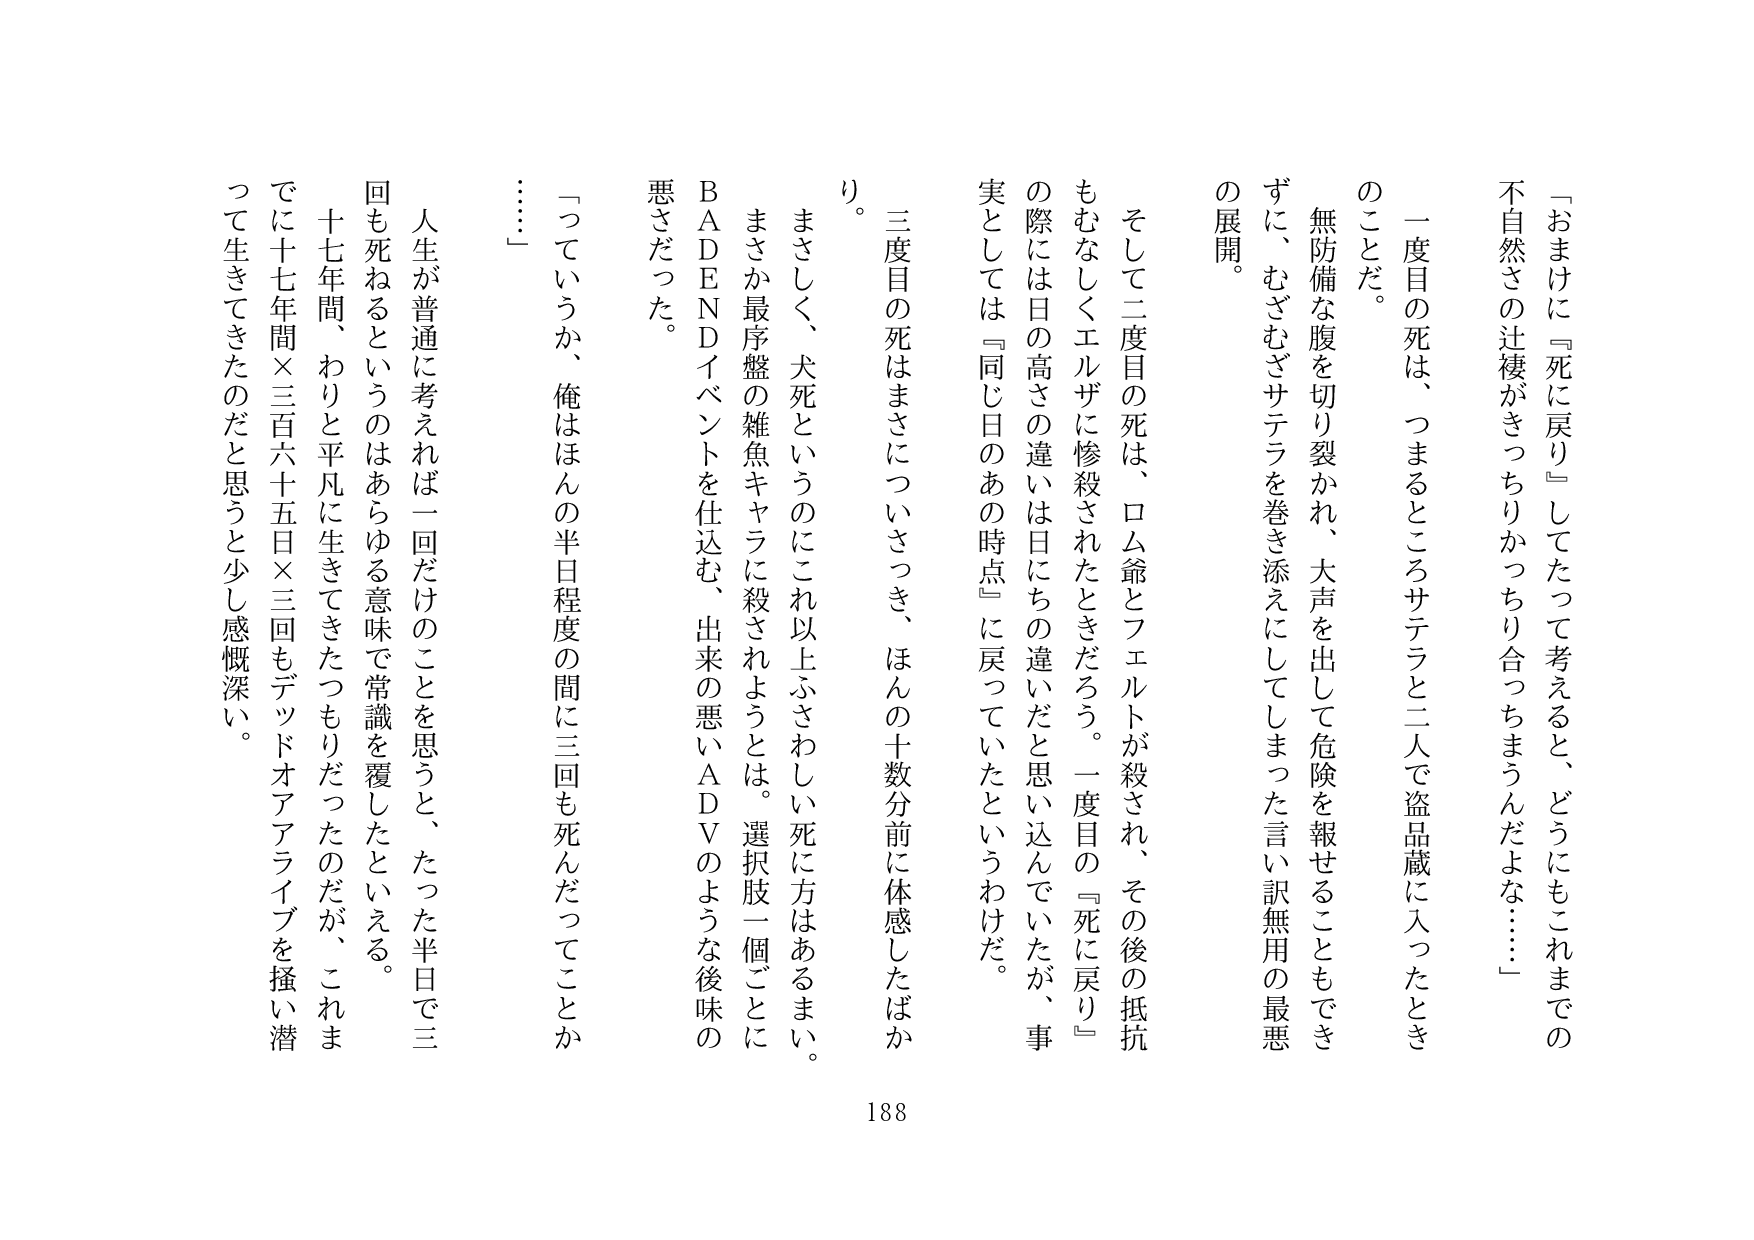 「おまけに『死に戻り』してたって考えると、どうにもこれまでの
不自然さの辻褄がきっちりかっちり合っちまうんだよな……」
一度目の死は、つまるところサテラと二人で盗品蔵に入ったとき
のことだ。
無防備な腹を切り裂かれ、大声を出して危険を報せることもでき
ずに、むざむざサテラを巻き添えにしてしまった言い訳無用の最悪
の展開。
そして二度目の死は、ロム爺とフェルトが殺され、その後の抵抗
もむなしくエルザに惨殺されたときだろう。一度目の『死に戻り』
の際には日の高さの違いは日にちの違いだと思い込んでいたが、事
実としては『同じ日のあの時点』に戻っていたというわけだ。
三度目の死はまさについさっき、ほんの十数分前に体感したばか
り。
まさしく、犬死というのにこれ以上ふさわしい死に方はあるまい。
まさか最序盤の雑魚キャラに殺されようとは。選択肢一個ごとに
ＢＡＤＥＮＤイベントを仕込む、出来の悪いＡＤＶのような後味の
悪さだった。
「っていうか、俺はほんの半日程度の間に三回も死んだってことか
……」
人生が普通に考えれば一回だけのことを思うと、たった半日で三
回も死ねるというのはあらゆる意味で常識を覆したといえる。
十七年間、わりと平凡に生きてきたつもりだったのだが、これま
でに十七年間×三百六十五日×三回もデッドオアアライブを掻い潜
って生きてきたのだと思うと少し感慨深い。
188